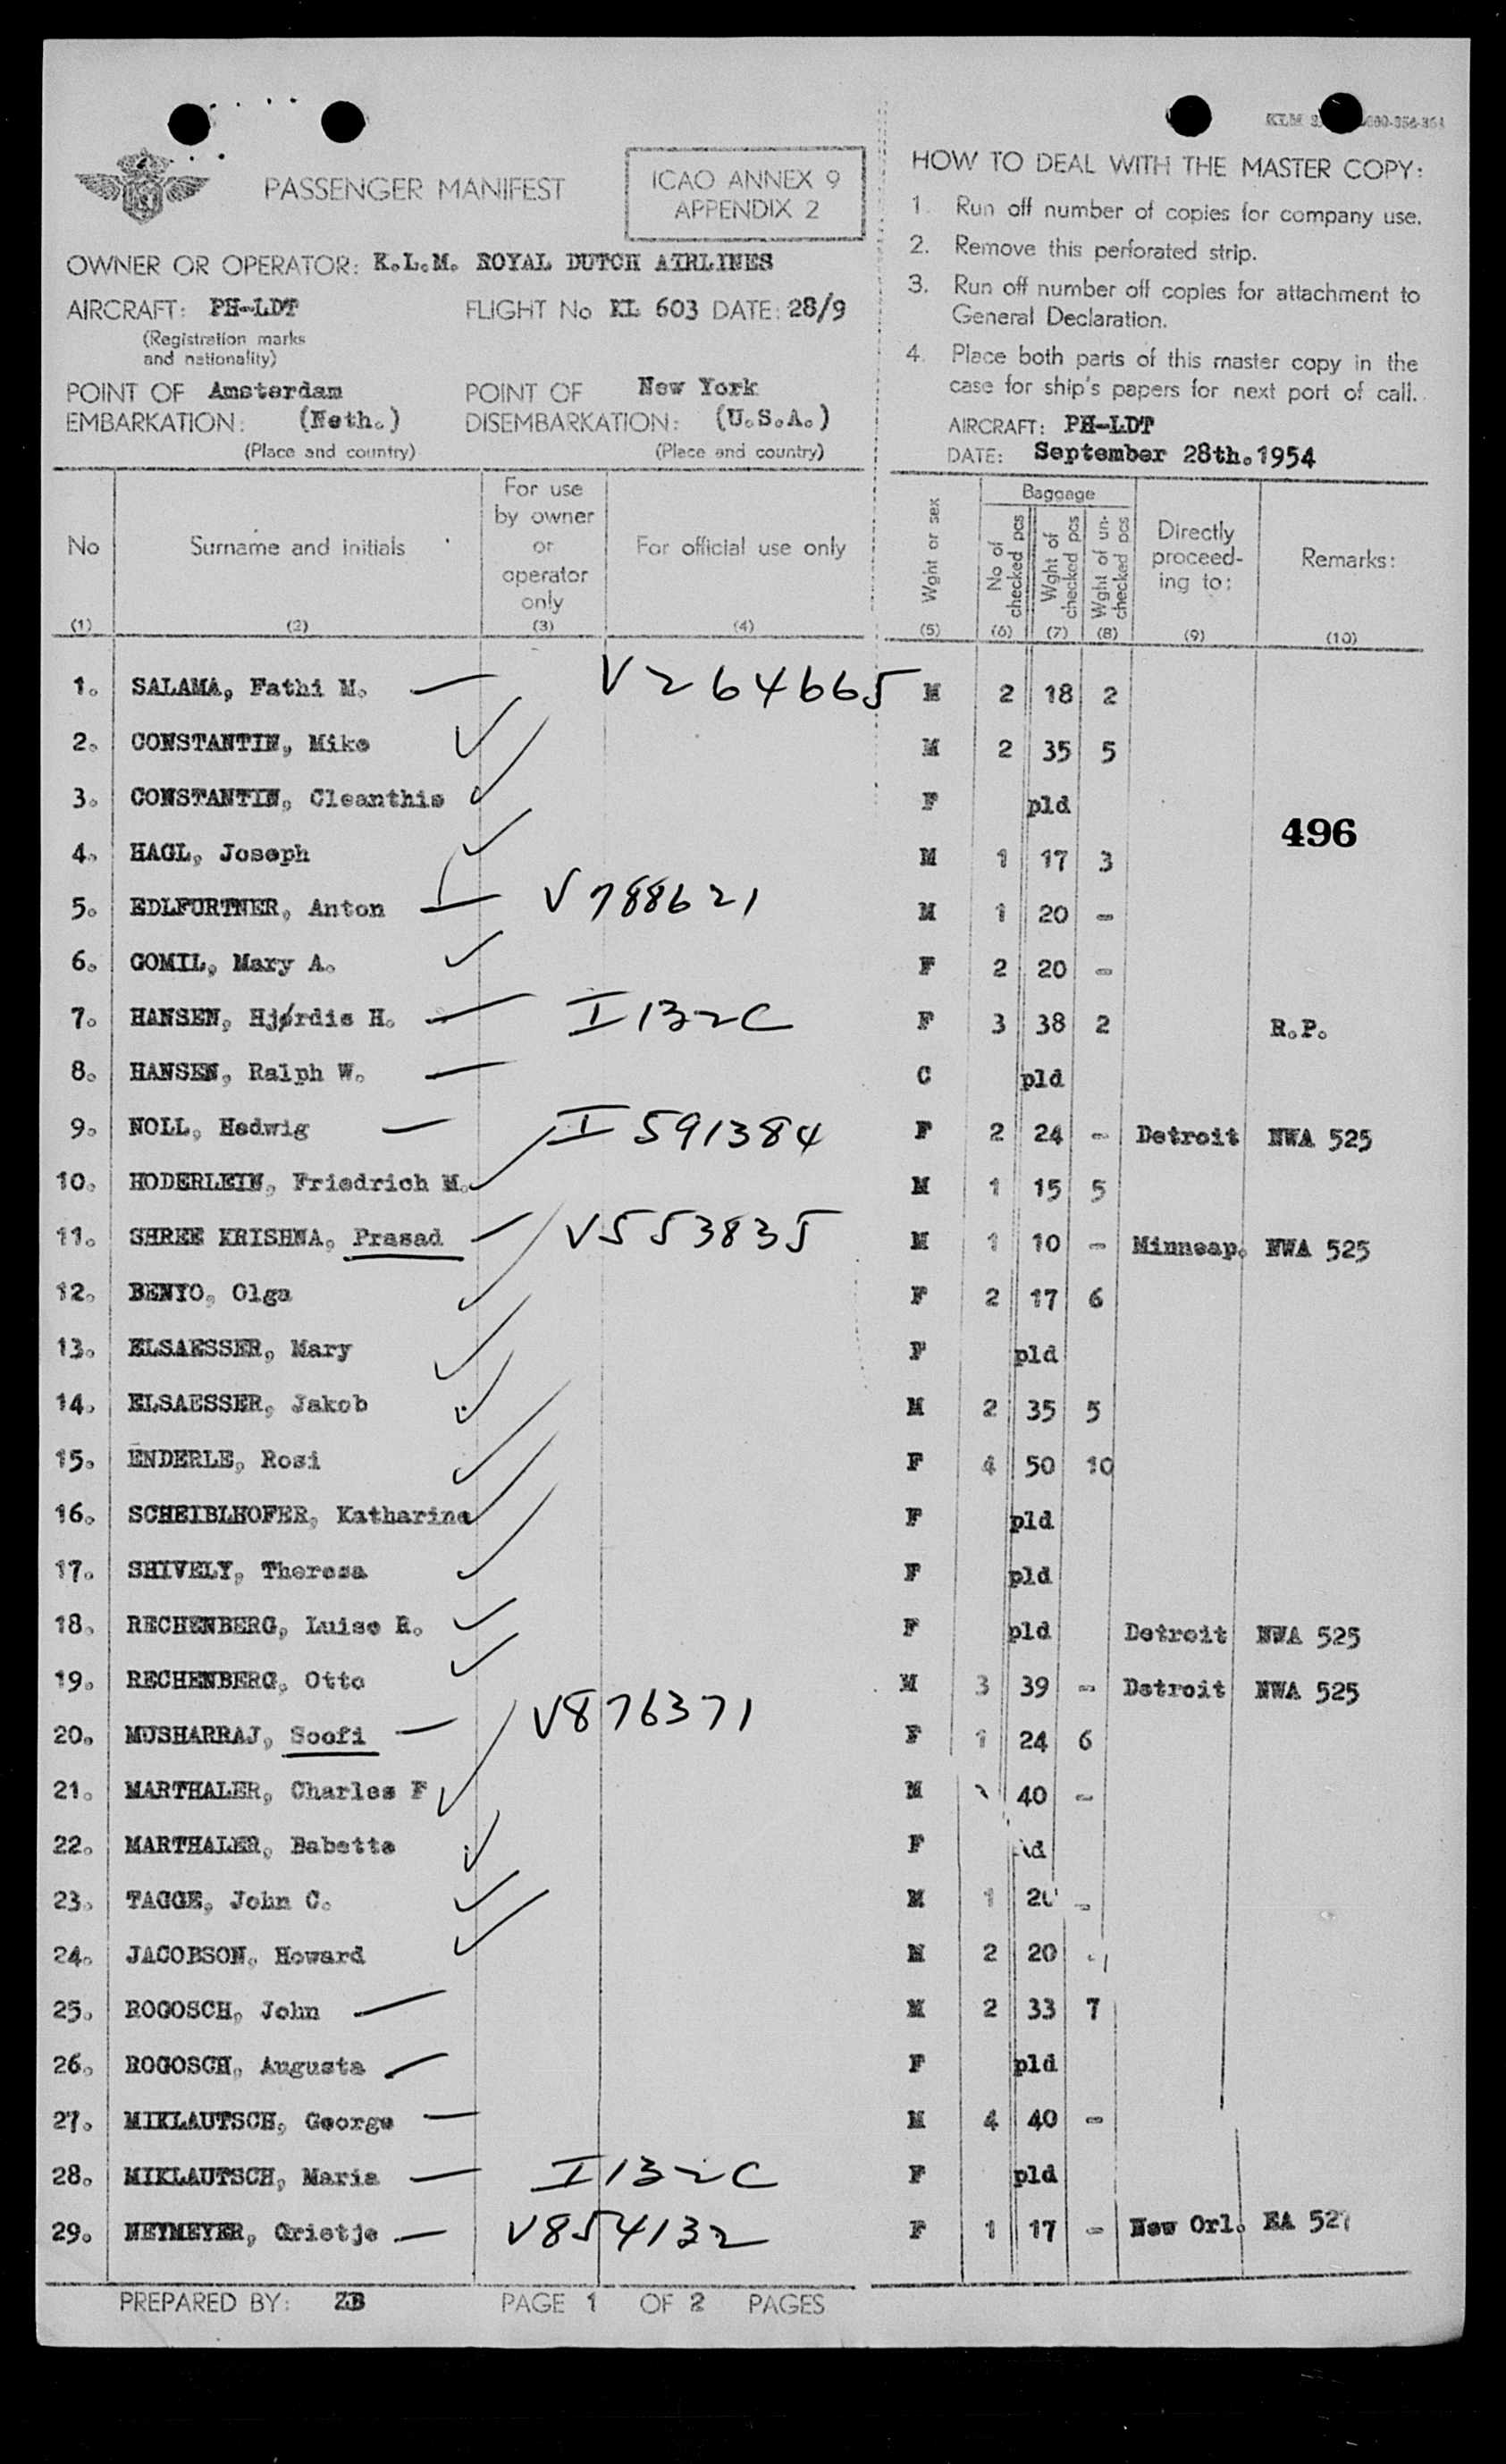 PASSENGER MANIFEST
ICAO ANNEX 9
APPENDIX 2
OWNER OR OPERATOR: K.L.M. ROYAL DUTCH AIRLINES
AIRCRAFT: PH-LDT FLIGHT No KL 603 DATE: 28/9
(Registration marks
and nationality)
POINT OF Amsterdam POINT OF New York
EMBARKATION: (Neth.) DISEMBARKATION: (U.S.A.)
(Place and country) (Place and country)
KLM
HOW TO DEAL WITH THE MASTER COPY:
1. Run off number of copies for company use.
2. Remove this perforated strip.
3. Run off number off copies for attachment to
General Declaration.
4. Place both parts of this master copy in the
case for ship's papers for next port of call.
AIRCRAFT: PH-LDT
DATE: September 28th.1954
No (1)
Surname and initials (2)
For use
by owner
or
operator
only
(3)
For official use only (4)
Wght or sex (5)
Baggage
No of checked pcs (6)
Wght of checked pcs (7)
Wght of un-checked pcs (8)
Directly
proceed-
ing to:
(9)
Remarks: (10)
1. SALAMA, Fathi M. — V264665 M 2 18 2
2. CONSTANTIN, Mike ✓ M 2 35 5
3. CONSTANTIN, Cleanthis ✓ F pld
496
4. HAGL, Joseph ✓ M 1 17 3
5. EDLFURTNER, Anton — V788621 M 1 20 -
6. GOMIL, Mary A. ✓ F 2 20 -
7. HANSEN, Hjørdis H. — I132C F 3 38 2 R.P.
8. HANSEN, Ralph W. — C pld
9. NOLL, Hedwig — I591384 F 2 24 - Detroit NWA 525
10. HODERLEIN, Friedrich M. ✓ M 1 15 5
11. SHREE KRISHNA, Prasad — V553835 M 1 10 - Minneap. NWA 525
12. BENYO, Olga ✓ F 2 17 6
13. ELSAESSER, Mary ✓ F pld
14. ELSAESSER, Jakob ✓ M 2 35 5
15. ENDERLE, Rosi ✓ F 4 50 10
16. SCHEIBLHOFER, Katharina ✓ F pld
17. SHIVELY, Theresa ✓ F pld
18. RECHENBERG, Luise R. ✓ F pld Detroit NWA 525
19. RECHENBERG, Otto ✓ M 3 39 - Detroit NWA 525
20. MUSHARRAJ, Soofi — V876371 F 1 24 6
21. MARTHALER, Charles F ✓ M 40 -
22. MARTHALER, Babette ✓ F
23. TAGGE, John C. ✓ M 1 -
24. JACOBSON, Howard ✓ M 2 20
25. ROGOSCH, John — M 2 33 7
26. ROGOSCH, Augusta — F pld
27. MIKLAUTSCH, George — M 4 40 -
28. MIKLAUTSCH, Maria — I132C F pld
29. NEYMEYER, Grietje — V854132 F 1 17 - New Orl. EA 527
PREPARED BY: ZB PAGE 1 OF 2 PAGES